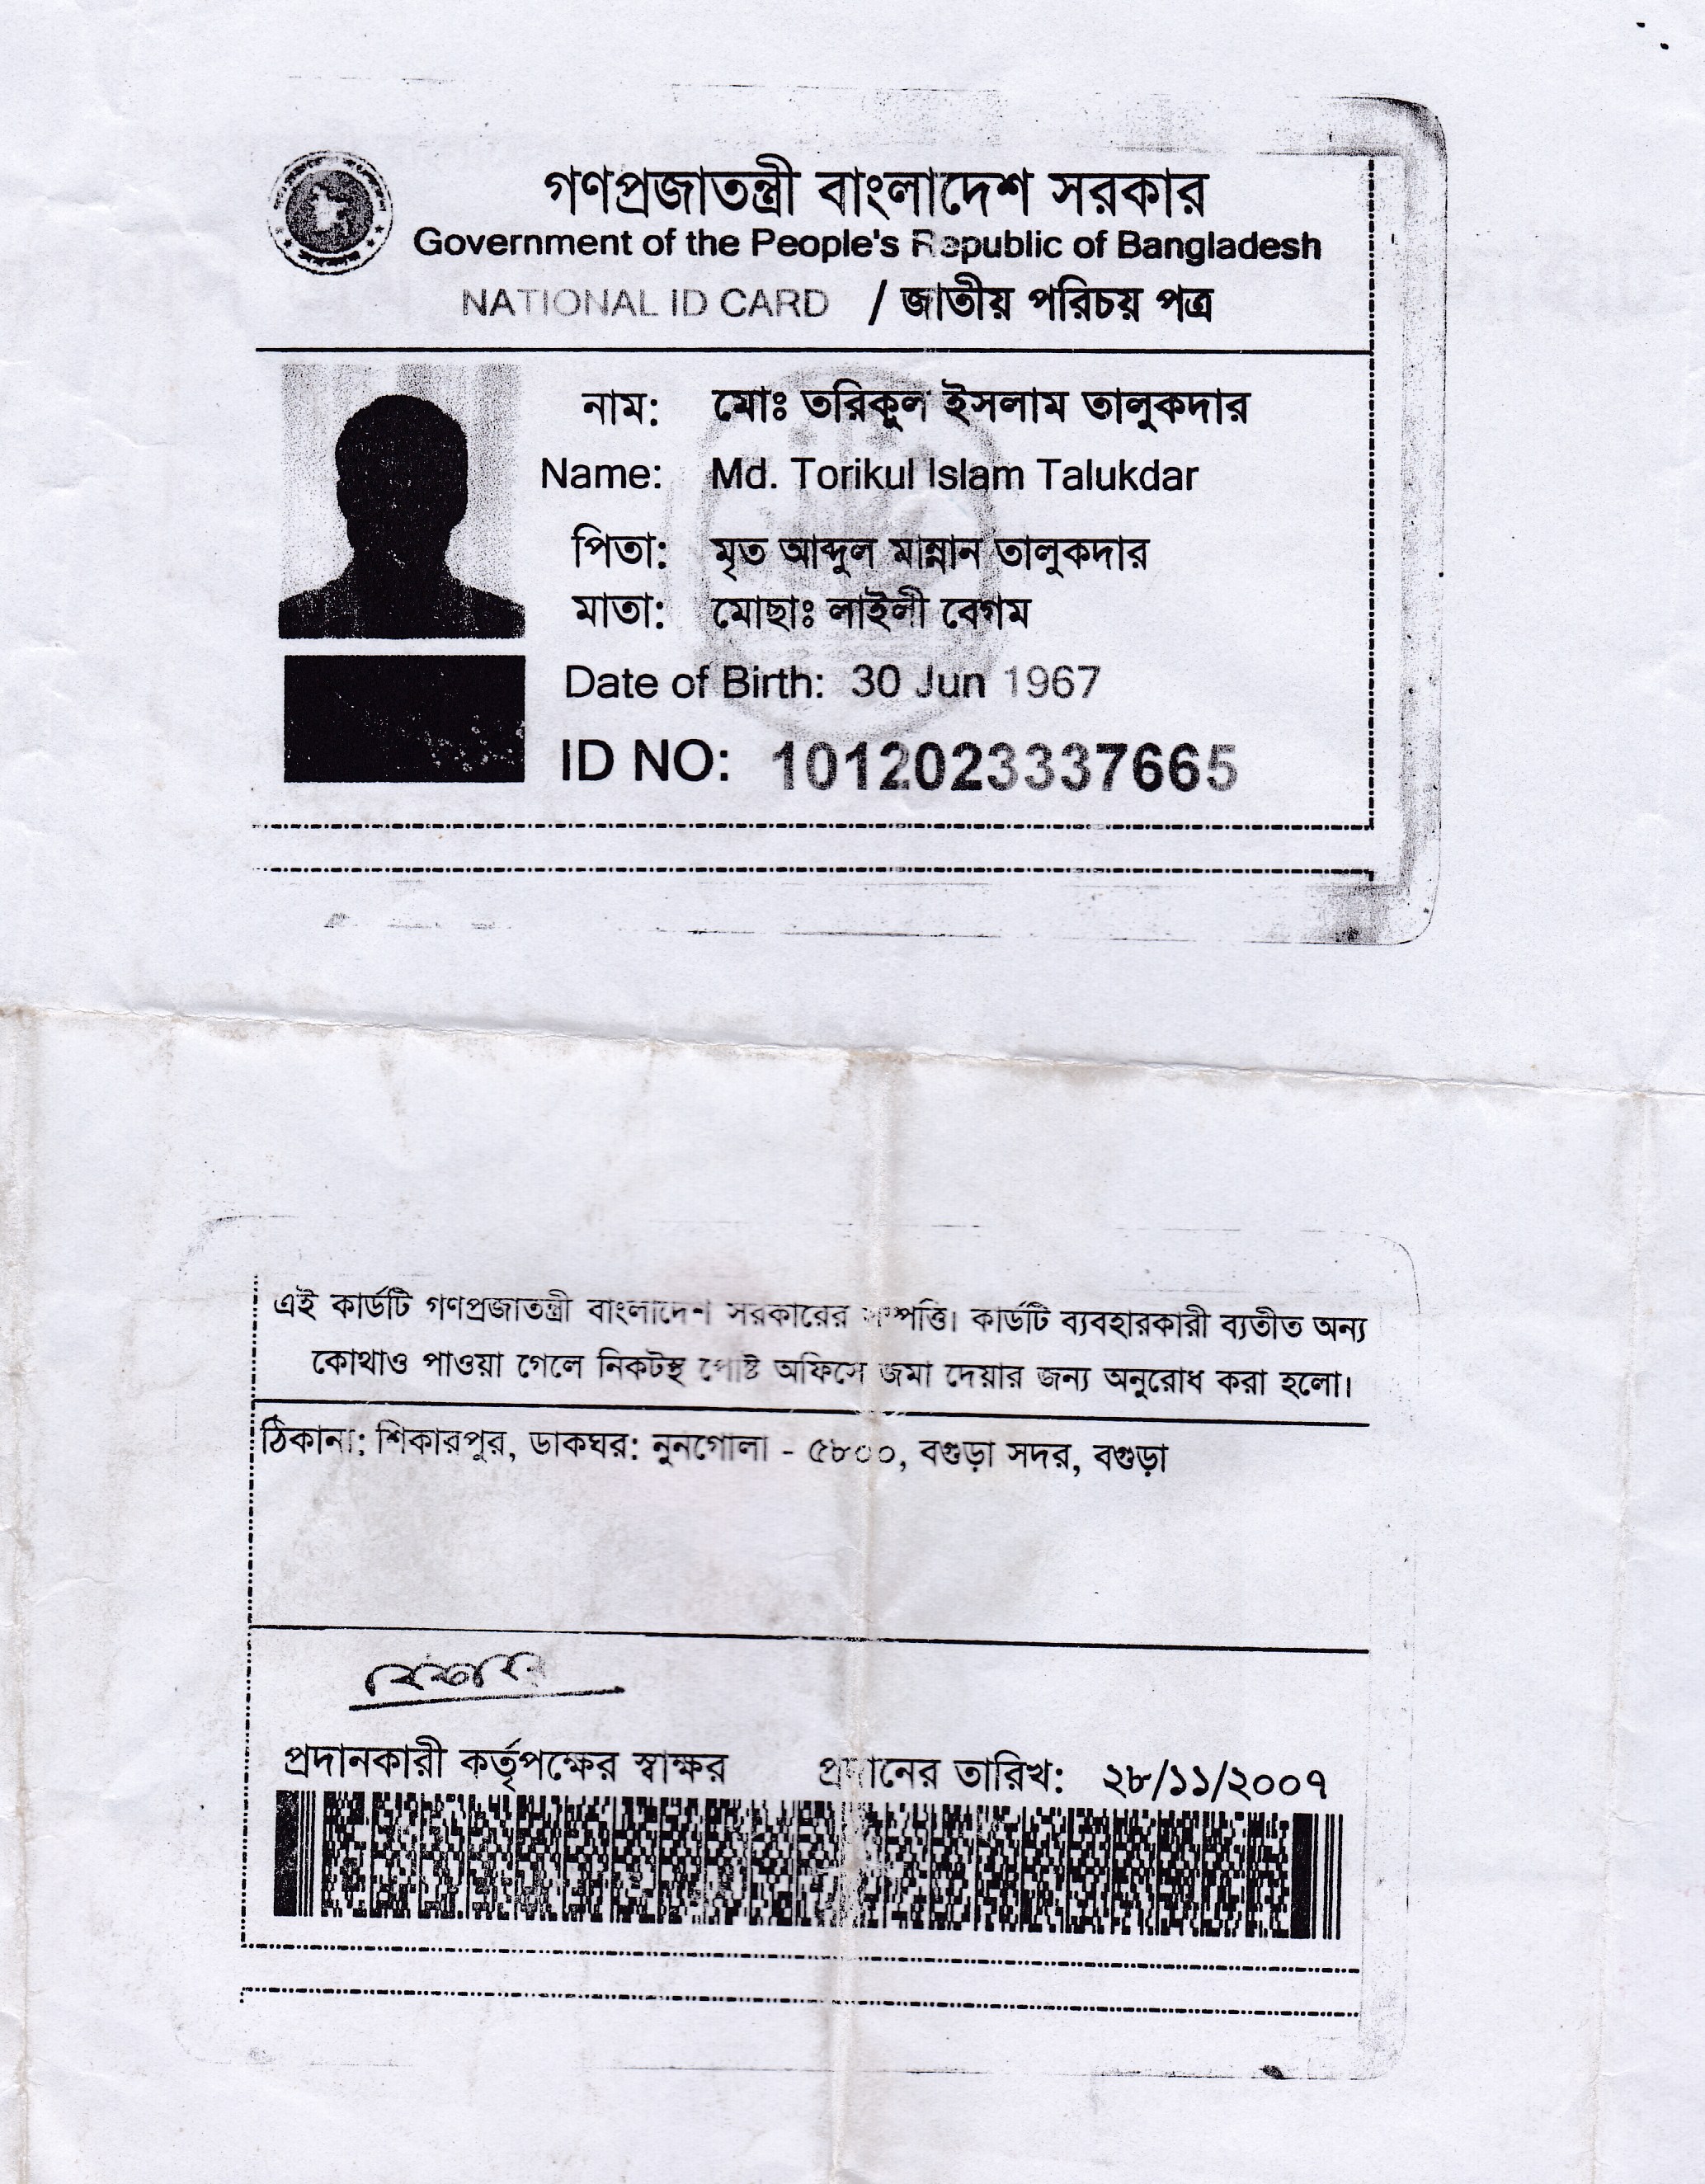 গণপ্রজাতন্ত্রী বাংলাদেশ সরকার
Government of the People's Republic of Bangladesh
NATIONAL ID CARD / জাতীয় পরিচয় পত্র
নাম: মোঃ তরিকুল ইসলাম তালুকদার
Name: Md. Torikul Islam Talukdar
পিতা: মৃত আব্দুল মান্নান তালুকদার
মাতা: মোছাঃ লাইলী বেগম
Date of Birth: 30 Jun 1967
ID NO: 1012023337665
এই কার্ডটি গণপ্রজাতন্ত্রী বাংলাদেশ সরকারের সম্পত্তি। কার্ডটি ব্যবহারকারী ব্যতীত অন্য
কোথাও পাওয়া গেলে নিকটস্থ পোষ্ট অফিসে জমা দেয়ার জন্য অনুরোধ করা হলো।
ঠিকানা: শিকারপুর, ডাকঘর: নুনগোলা - ৫৮০০, বগুড়া সদর, বগুড়া
প্রদানকারী কর্তৃপক্ষের স্বাক্ষর প্রদানের তারিখ: ২৮/১১/২০০৭